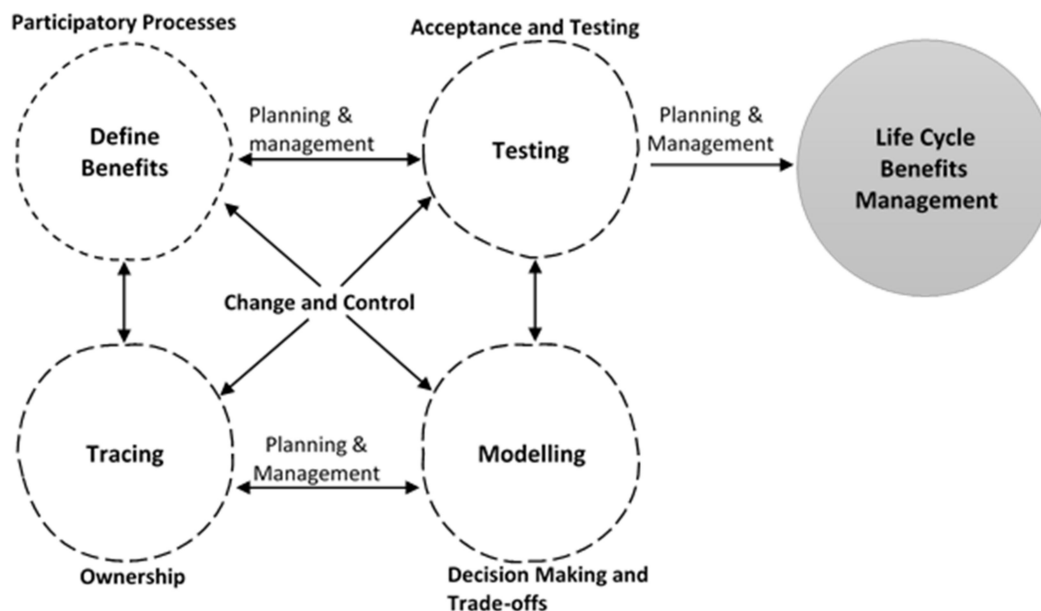 Participatory Processes
Acceptance and Testing
Define
Benefits
Planning &
management
Testing
Planning &
Management
Life Cycle
Benefits
Management
Change and Control
Tracing
Planning &
Management
Modelling
Ownership
Decision Making and
Trade-offs